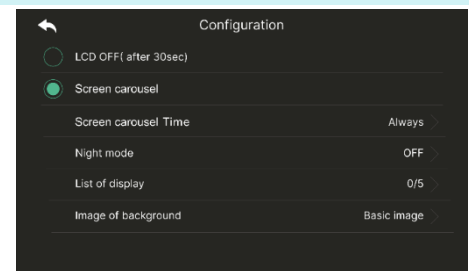 Configuration
LCD OFF( after 30sec)
Screen carousel
Screen carousel Time Always
Night mode OFF
List of display 0/5
Image of background Basic image